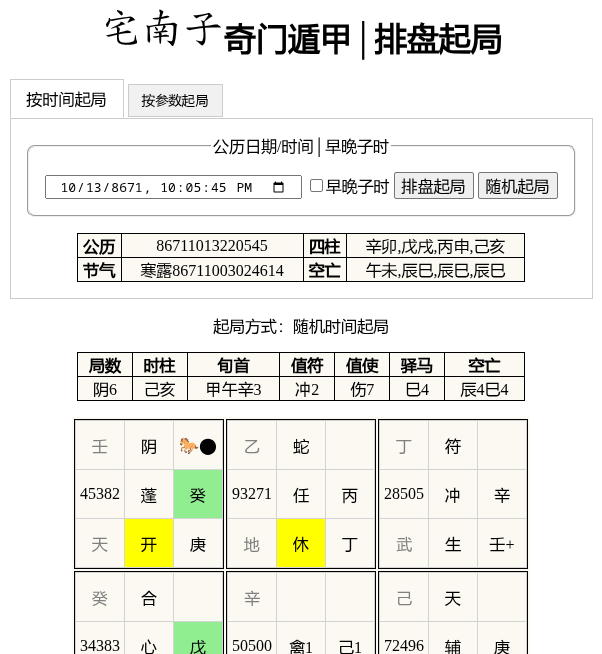 宅南子奇门遁甲│排盘起局
按时间起局 按参数起局
公历日期/时间│早晚子时
10/13/8671, 10:05:45 PM 早晚子时 排盘起局 随机起局
公历 86711013220545 四柱 辛卯,戊戌,丙申,己亥
节气 寒露86711003024614 空亡 午未,辰巳,辰巳,辰巳
起局方式：随机时间起局
局数 时柱 旬首 值符 值使 驿马 空亡
阴6 己亥 甲午辛3 冲2 伤7 巳4 辰4巳4
壬 阴 🐎⚫ 乙 蛇 丁 符
45382 蓬 癸 93271 任 丙 28505 冲 辛
天 开 庚 地 休 丁 武 生 壬+
癸 合 辛 己 天
34383 心 戊 50500 禽1 己1 72496 辅 庚